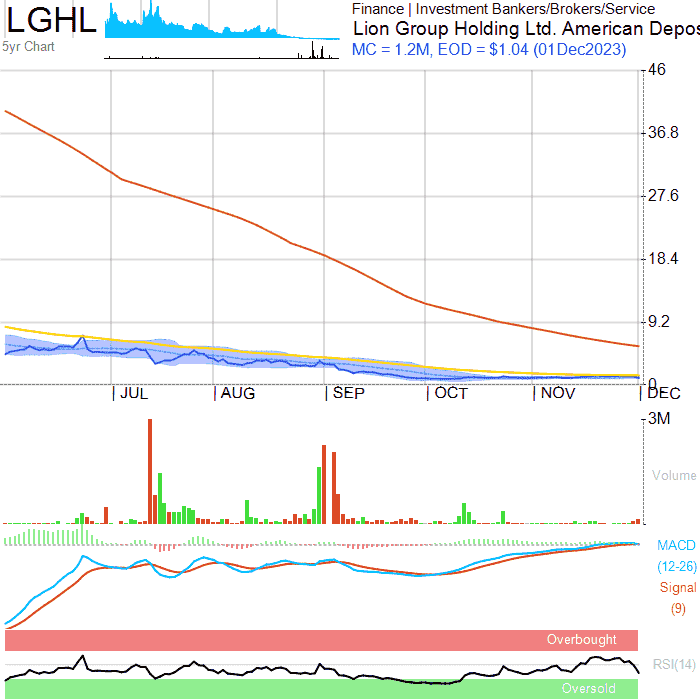 LGHL
5yr Chart
Finance | Investment Bankers/Brokers/Service
Lion Group Holding Ltd. American Depos
MC = 1.2M, EOD = $1.04 (01Dec2023)
46
36.8
27.6
18.4
9.2
0
JUL
AUG
SEP
OCT
NOV
DEC
3M
Volume
MACD
(12-26)
Signal
(9)
Overbought
RSI(14)
Oversold